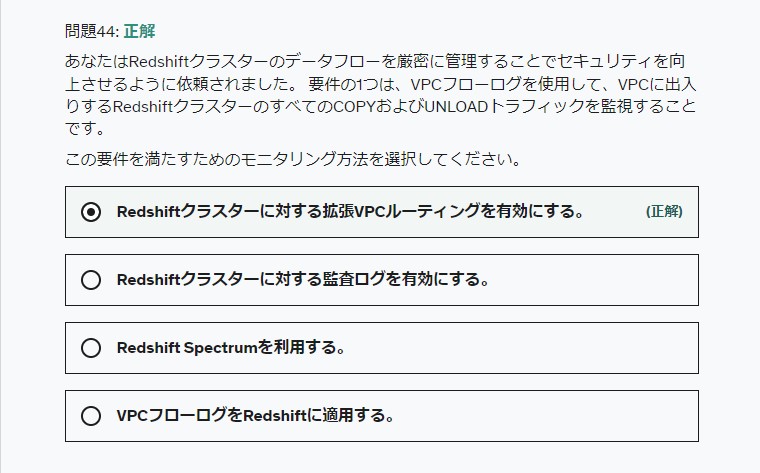 問題44: 正解
あなたはRedshiftクラスターのデータフローを厳密に管理することでセキュリティを向
上させるように依頼されました。 要件の1つは、VPCフローログを使用して、VPCに出入
りするRedshiftクラスターのすべてのCOPYおよびUNLOADトラフィックを監視すること
です。
この要件を満たすためのモニタリング方法を選択してください。
Redshiftクラスターに対する拡張VPCルーティングを有効にする。 (正解)
Redshiftクラスターに対する監査ログを有効にする。
Redshift Spectrumを利用する。
VPCフローログをRedshiftに適用する。